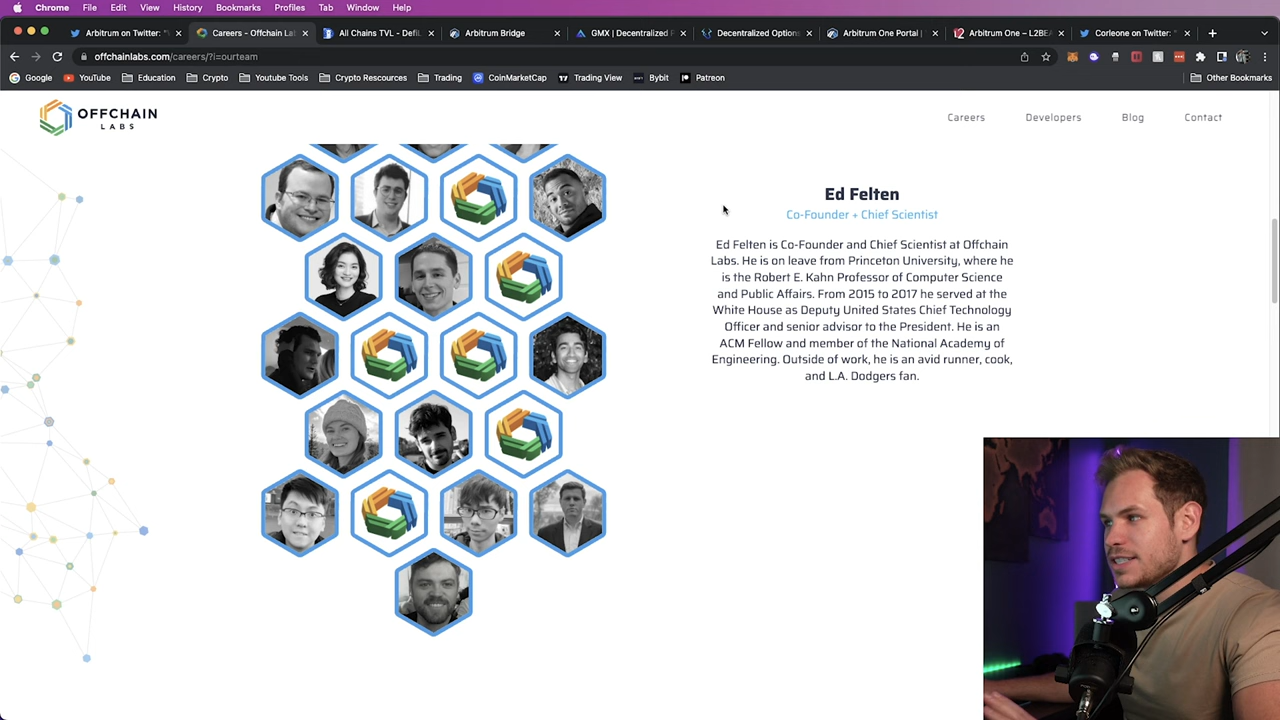 Chrome File Edit View History Bookmarks Profiles Tab Window Help
Arbitrum on Twitter: "
Careers - Offchain La
All Chains TVL - Defi
Arbitrum Bridge
GMX | Decentralized P
Decentralized Options
Arbitrum One Portal |
Arbitrum One – L2BEA
Corleone on Twitter: "
offchainlabs.com/careers/?i=ourteam
Google YouTube Education Crypto Youtube Tools Crypto Rescources Trading CoinMarketCap Trading View Bybit Patreon Other Bookmarks
OFFCHAIN
LABS
Careers Developers Blog Contact
Ed Felten
Co-Founder + Chief Scientist
Ed Felten is Co-Founder and Chief Scientist at Offchain
Labs. He is on leave from Princeton University, where he
is the Robert E. Kahn Professor of Computer Science
and Public Affairs. From 2015 to 2017 he served at the
White House as Deputy United States Chief Technology
Officer and senior advisor to the President. He is an
ACM Fellow and member of the National Academy of
Engineering. Outside of work, he is an avid runner, cook,
and L.A. Dodgers fan.